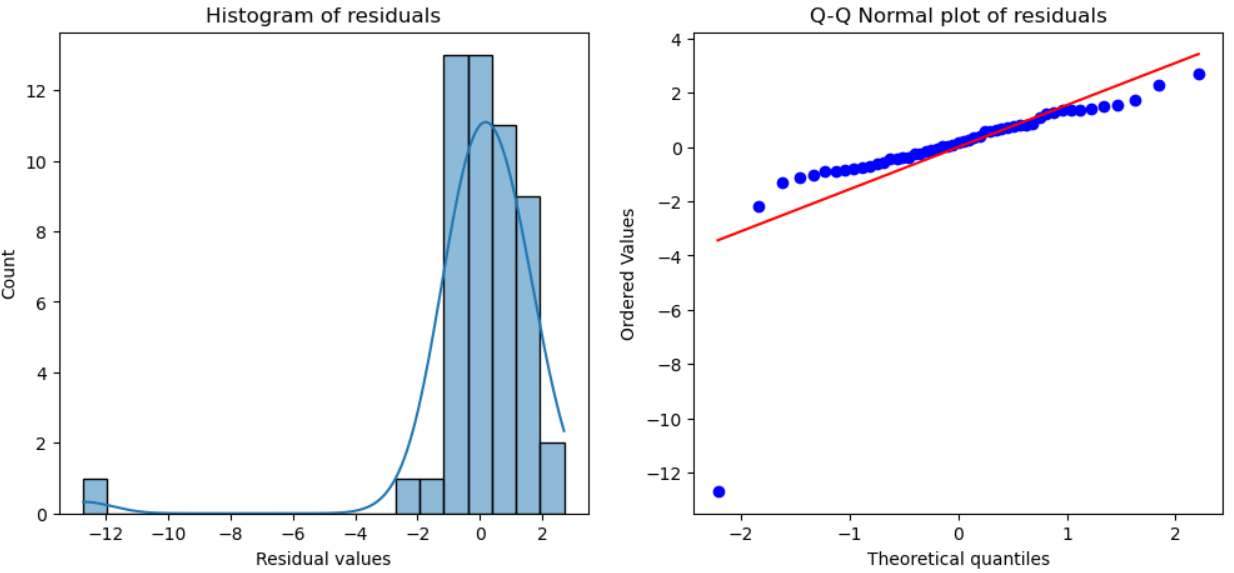 Histogram of residuals
Count
12
10
8
6
4
2
0
−12 −10 −8 −6 −4 −2 0 2
Residual values
Q-Q Normal plot of residuals
Ordered Values
4
2
0
−2
−4
−6
−8
−10
−12
−2 −1 0 1 2
Theoretical quantiles